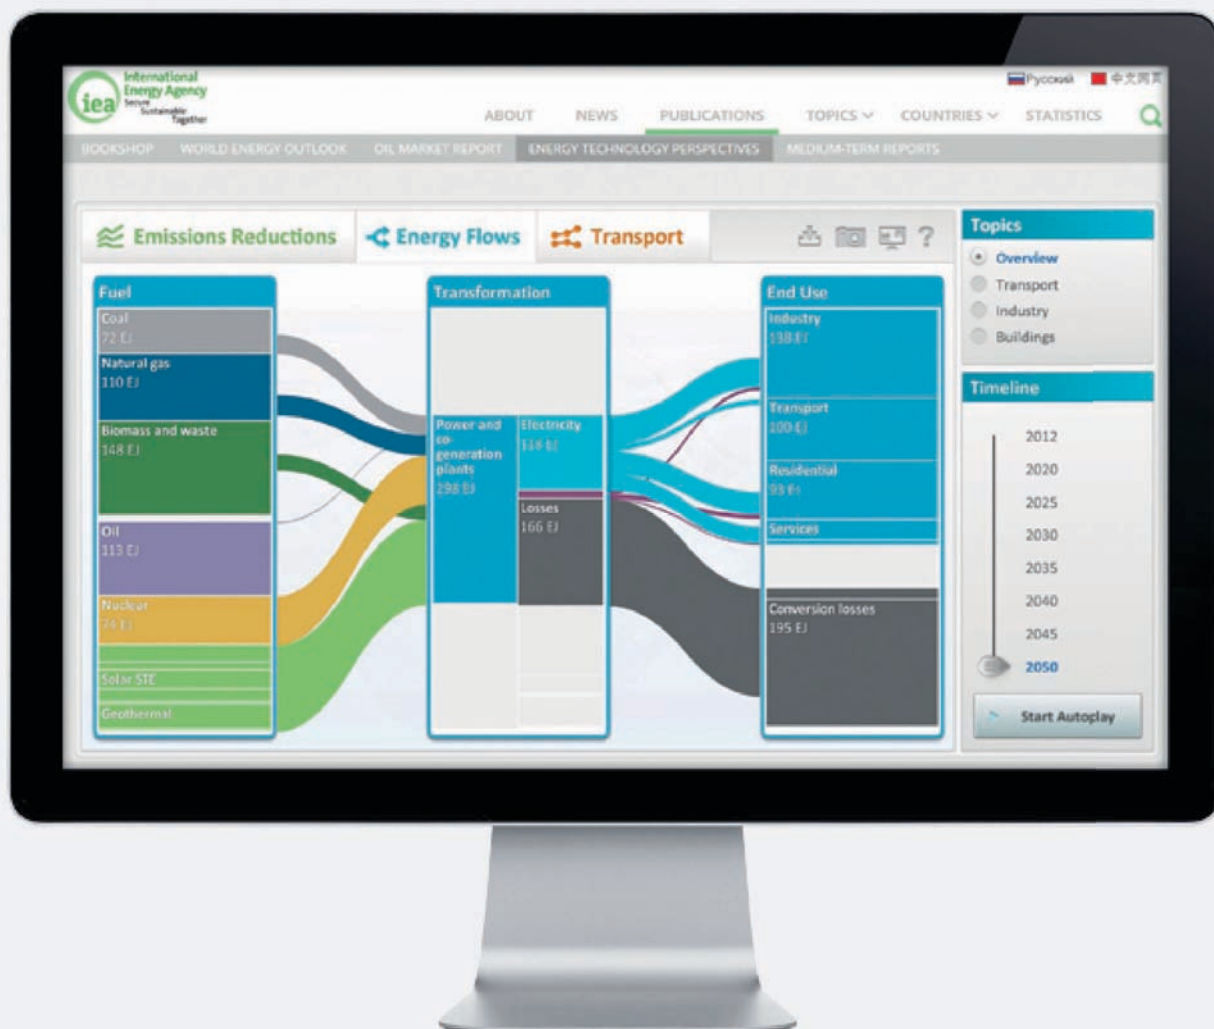 International
Energy Agency
iea
Secure
Sustainable
Together
Русский
中文网页
ABOUT NEWS PUBLICATIONS TOPICS COUNTRIES STATISTICS
BOOKSHOP WORLD ENERGY OUTLOOK OIL MARKET REPORT ENERGY TECHNOLOGY PERSPECTIVES MEDIUM-TERM REPORTS
Emissions Reductions Energy Flows Transport ?
Fuel
Coal
72 EJ
Natural gas
110 EJ
Biomass and waste
148 EJ
Oil
113 EJ
Nuclear
74 EJ
Solar STE
Geothermal
Transformation
Power and
co-
generation
plants
298 EJ
Electricity
118 EJ
Losses
166 EJ
End Use
Industry
138 EJ
Transport
100 EJ
Residential
93 EJ
Services
Conversion losses
195 EJ
Topics
Overview
Transport
Industry
Buildings
Timeline
2012
2020
2025
2030
2035
2040
2045
2050
Start Autoplay